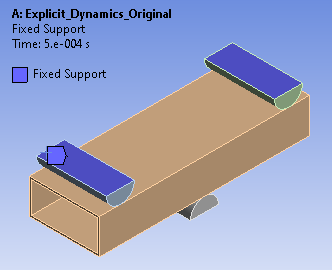 A: Explicit_Dynamics_Original
Fixed Support
Time: 5.e-004 s
Fixed Support